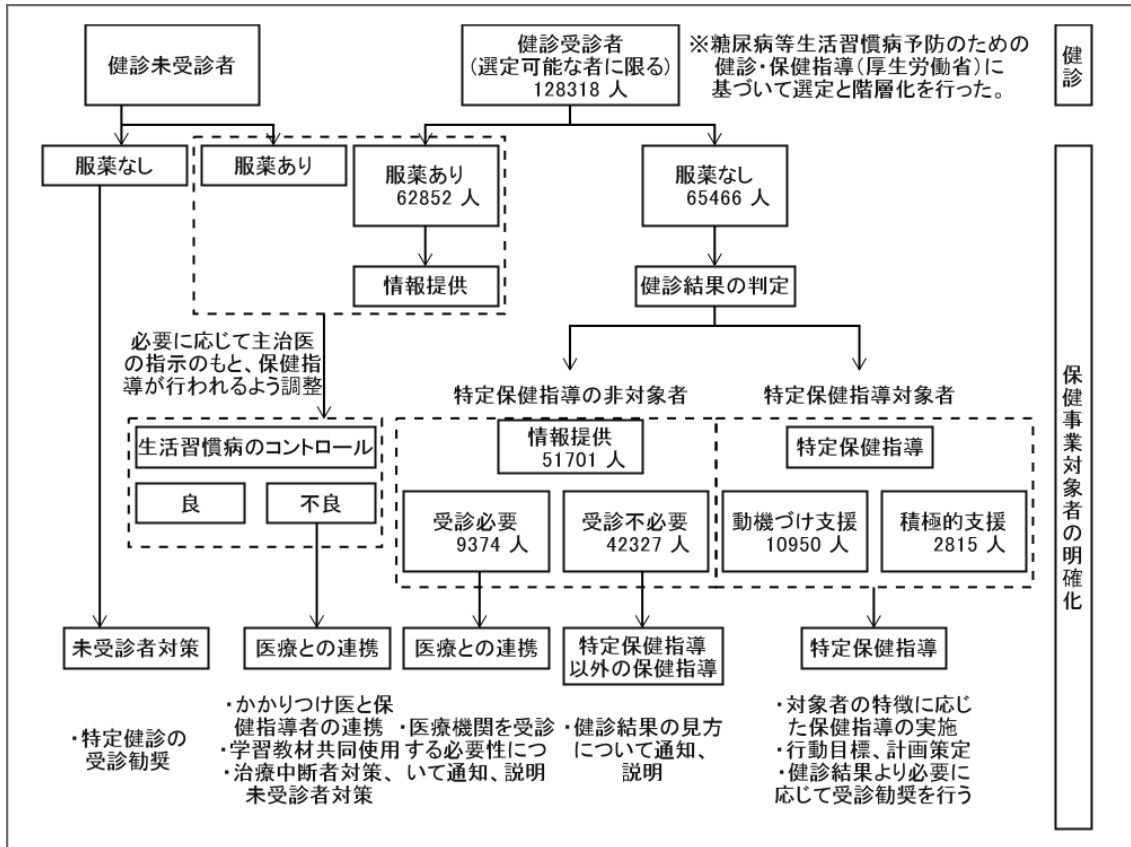 健診未受診者
健診受診者
(選定可能な者に限る)
128318 人
※糖尿病等生活習慣病予防のための
健診・保健指導(厚生労働省)に
基づいて選定と階層化を行った。
健診
服薬なし
服薬あり
服薬あり
62852 人
服薬なし
65466 人
情報提供
健診結果の判定
必要に応じて主治医
の指示のもと、保健指
導が行われるよう調整
特定保健指導の非対象者
特定保健指導対象者
生活習慣病のコントロール
良
不良
情報提供
51701 人
特定保健指導
受診必要
9374 人
受診不必要
42327 人
動機づけ支援
10950 人
積極的支援
2815 人
未受診者対策
医療との連携
医療との連携
特定保健指導
以外の保健指導
特定保健指導
・特定健診の
受診勧奨
・かかりつけ医と保
健指導者の連携
・学習教材共同使用
・治療中断者対策、
未受診者対策
・医療機関を受診
する必要性につ
いて通知、説明
・健診結果の見方
について通知、
説明
・対象者の特徴に応じ
た保健指導の実施
・行動目標、計画策定
・健診結果より必要に
応じて受診勧奨を行う
保健事業対象者の明確化